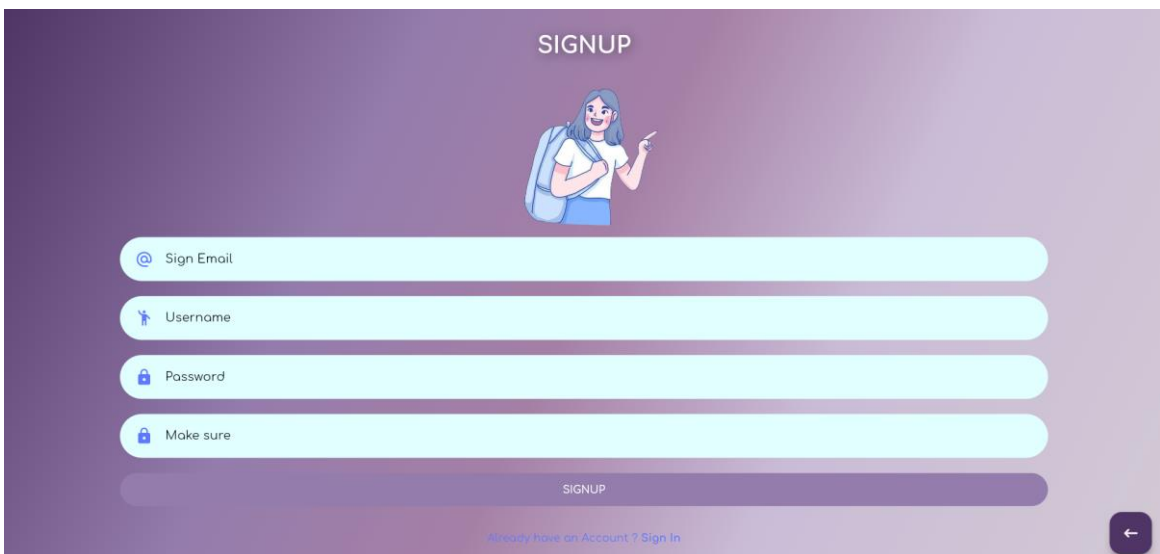 SIGNUP
Sign Email
Username
Password
Make sure
SIGNUP
Already have an Account ? Sign In